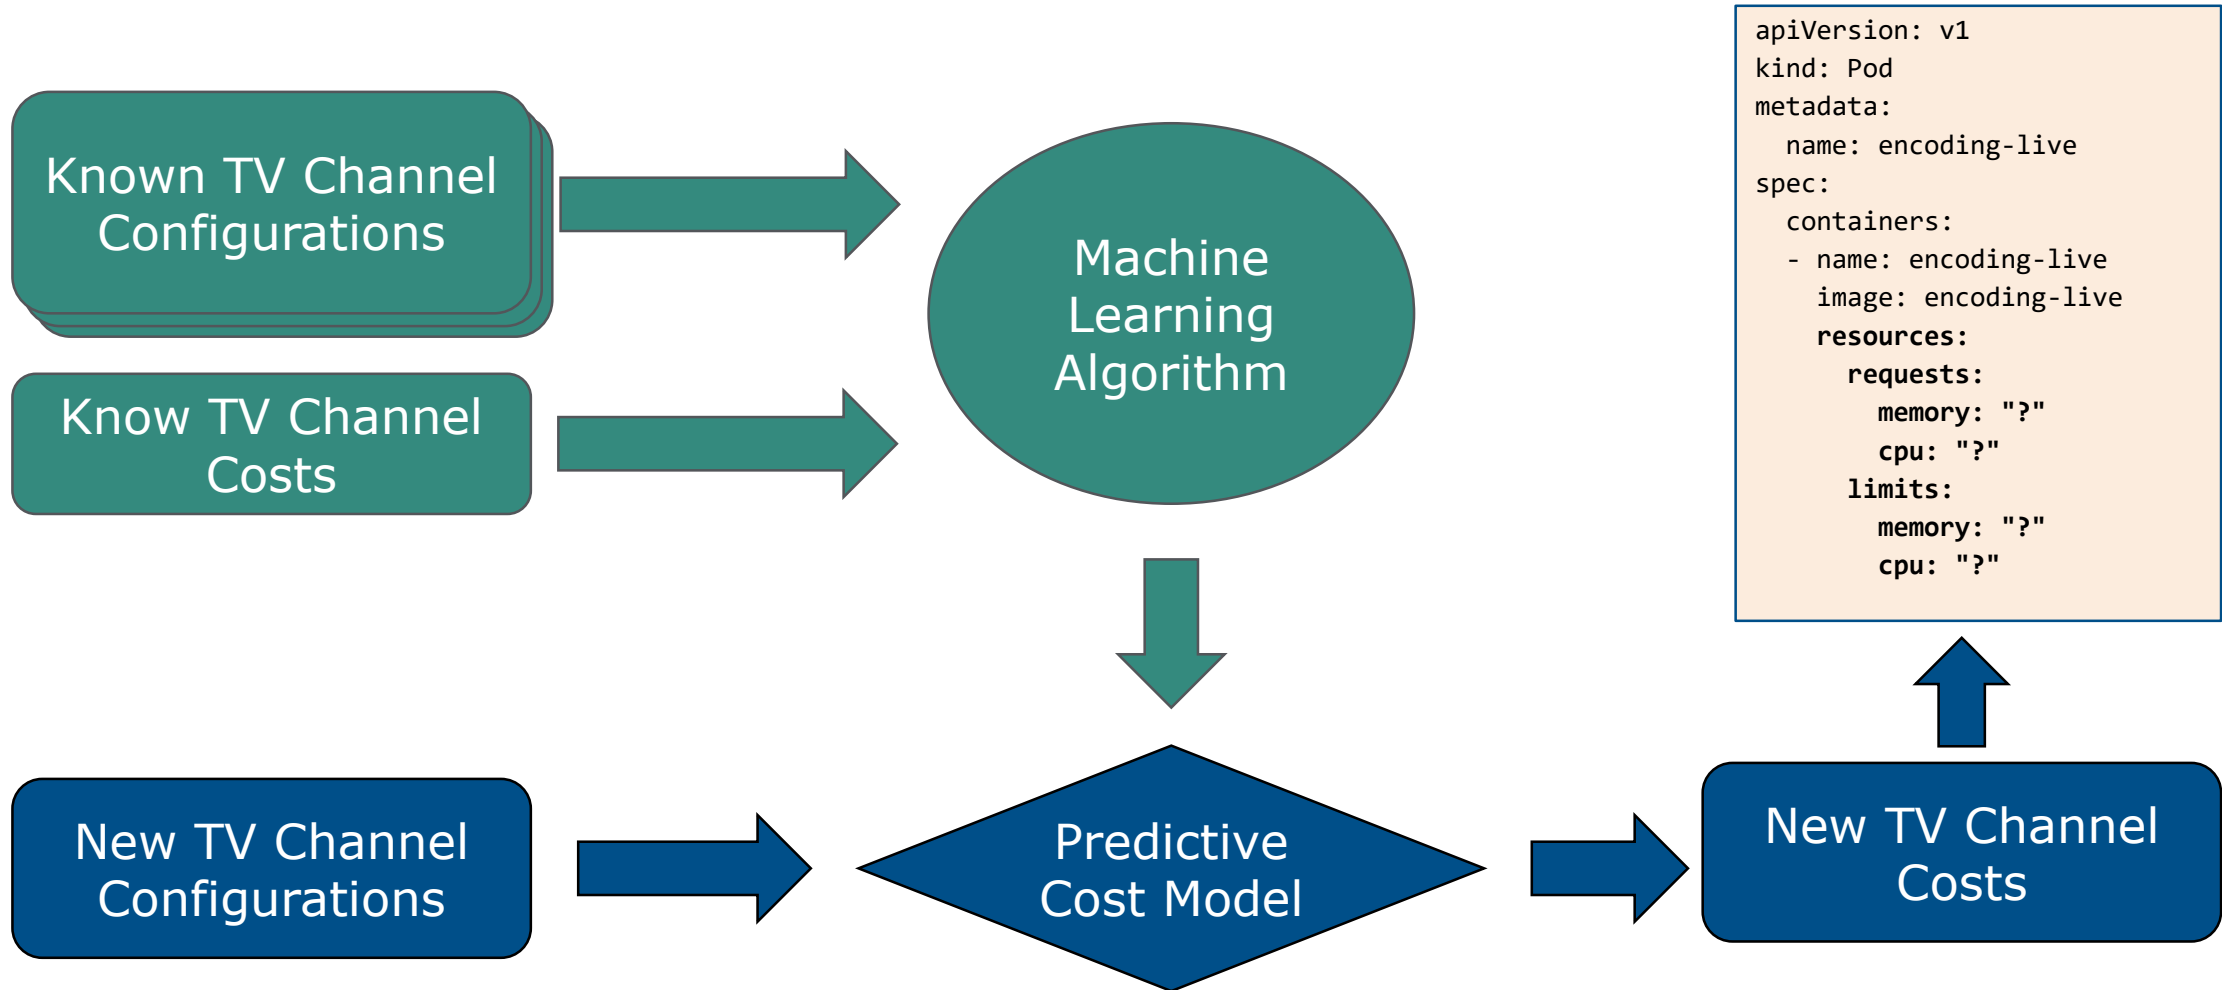 Known TV Channel
Configurations
Know TV Channel
Costs
Machine
Learning
Algorithm
New TV Channel
Configurations
Predictive
Cost Model
New TV Channel
Costs
apiVersion: v1
kind: Pod
metadata:
  name: encoding-live
spec:
  containers:
  - name: encoding-live
    image: encoding-live
    resources:
      requests:
        memory: "?"
        cpu: "?"
      limits:
        memory: "?"
        cpu: "?"